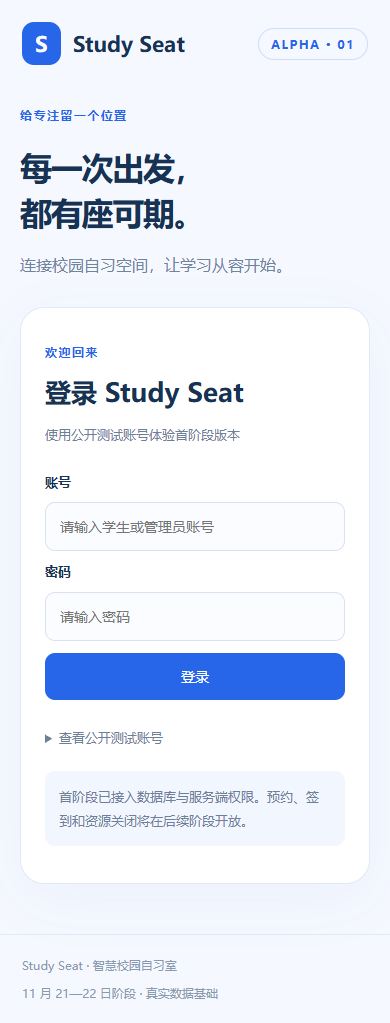 S Study Seat ALPHA • 01
给专注留一个位置
每一次出发，
都有座可期。
连接校园自习空间，让学习从容开始。
欢迎回来
登录 Study Seat
使用公开测试账号体验首阶段版本
账号
请输入学生或管理员账号
密码
请输入密码
登录
▶ 查看公开测试账号
首阶段已接入数据库与服务端权限。预约、签
到和资源关闭将在后续阶段开放。
Study Seat · 智慧校园自习室
11 月 21—22 日阶段 · 真实数据基础